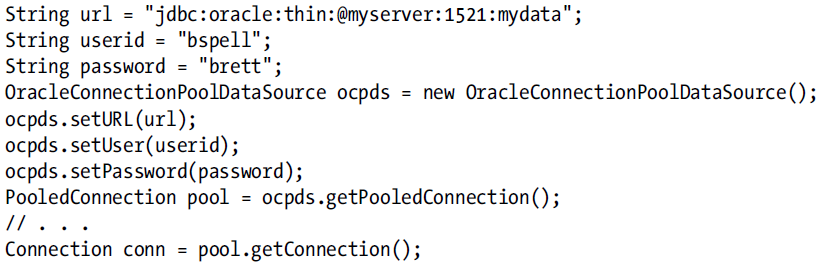 String url = "jdbc:oracle:thin:@myserver:1521:mydata";
String userid = "bspell";
String password = "brett";
OracleConnectionPoolDataSource ocpds = new OracleConnectionPoolDataSource();
ocpds.setURL(url);
ocpds.setUser(userid);
ocpds.setPassword(password);
PooledConnection pool = ocpds.getPooledConnection();
// . . .
Connection conn = pool.getConnection();